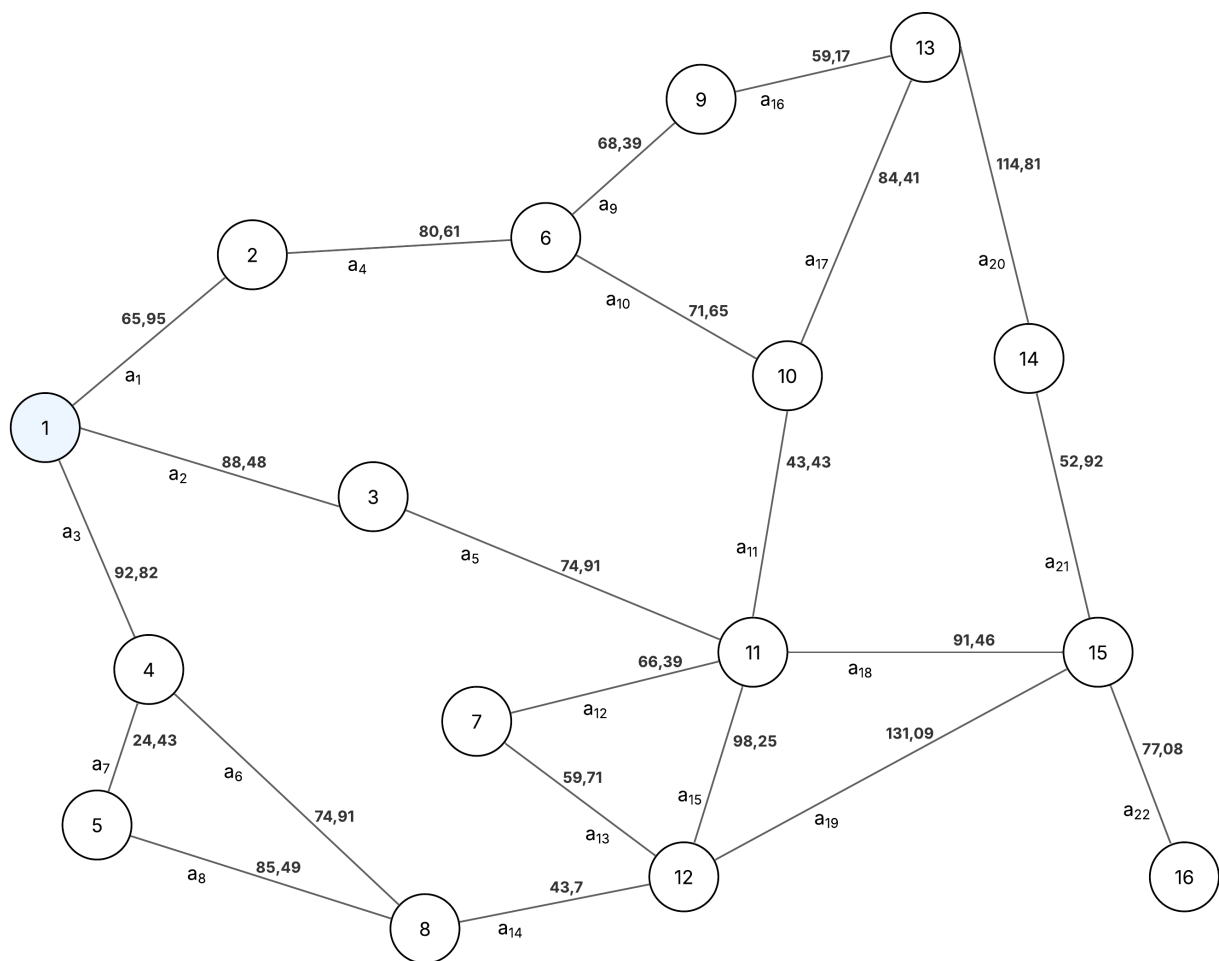 13
59,17
9
a₁₆
68,39
114,81
84,41
a₉
6
80,61
2
a₄
a₁₇
a₂₀
a₁₀
71,65
65,95
14
10
a₁
1
88,48
a₂
43,43
52,92
3
a₃
a₅
74,91
a₁₁
a₂₁
92,82
4
66,39
11
91,46
15
a₁₈
a₁₂
7
24,43
98,25
131,09
77,08
a₇
a₆
59,71
a₁₅
74,91
a₁₃
a₁₉
a₂₂
5
85,49
a₈
43,7
12
16
8
a₁₄